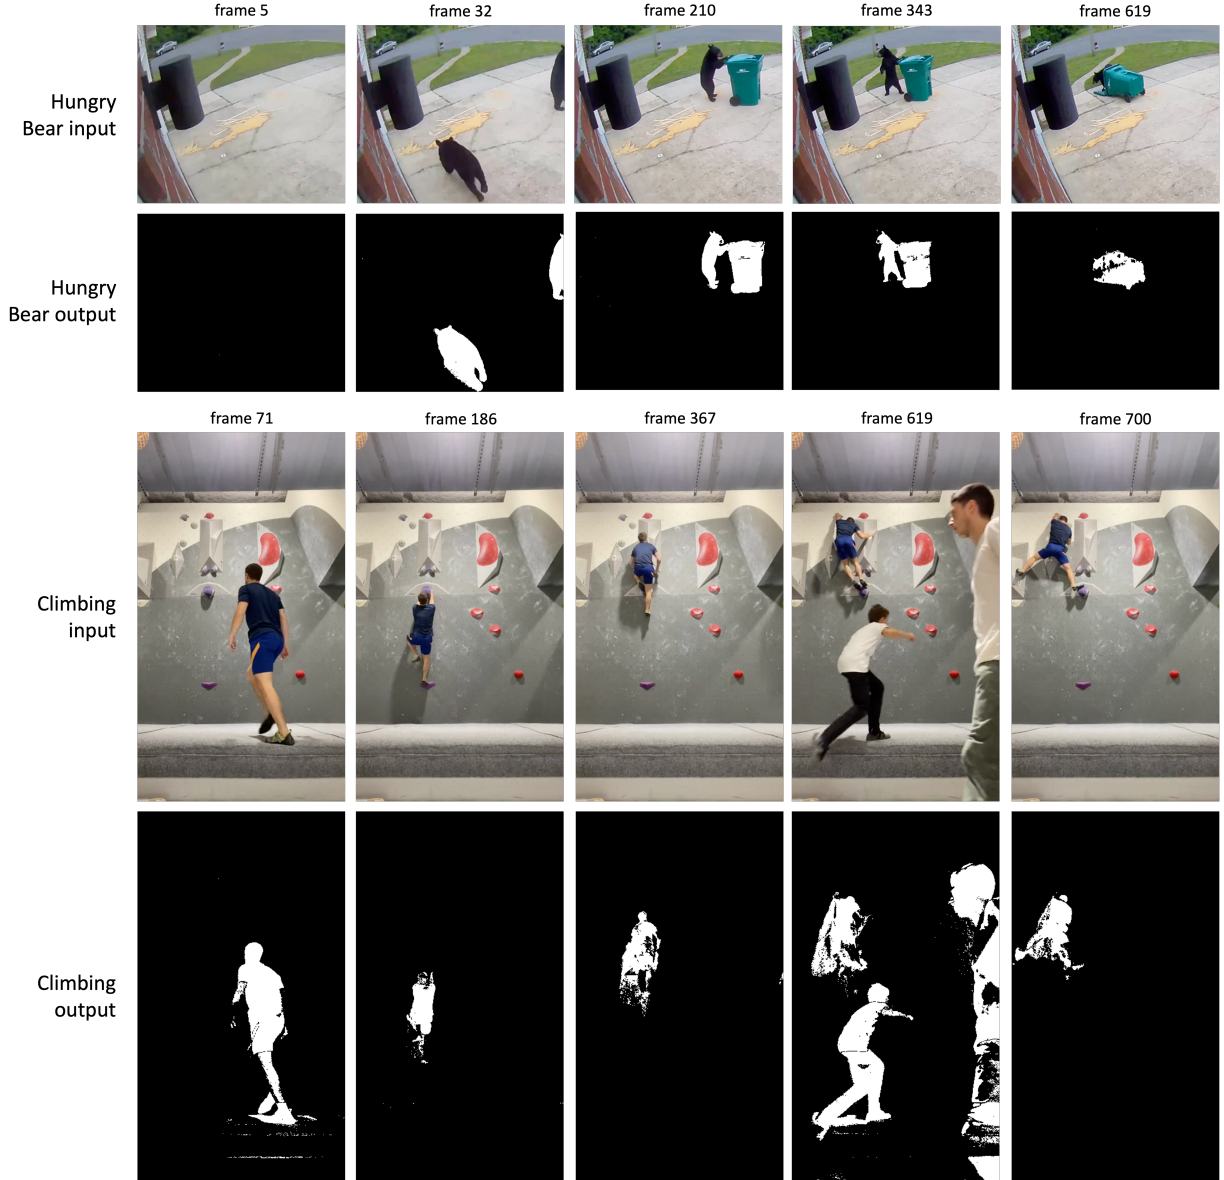 frame 5
frame 32
frame 210
frame 343
frame 619
Hungry
Bear input
Hungry
Bear output
frame 71
frame 186
frame 367
frame 619
frame 700
Climbing
input
Climbing
output